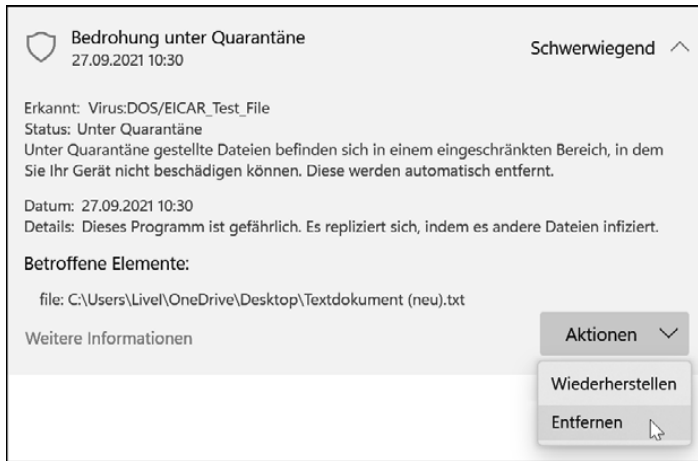 Bedrohung unter Quarantäne
27.09.2021 10:30
Schwerwiegend
Erkannt: Virus:DOS/EICAR_Test_File
Status: Unter Quarantäne
Unter Quarantäne gestellte Dateien befinden sich in einem eingeschränkten Bereich, in dem
Sie Ihr Gerät nicht beschädigen können. Diese werden automatisch entfernt.
Datum: 27.09.2021 10:30
Details: Dieses Programm ist gefährlich. Es repliziert sich, indem es andere Dateien infiziert.
Betroffene Elemente:
file: C:\Users\Livel\OneDrive\Desktop\Textdokument (neu).txt
Weitere Informationen
Aktionen
Wiederherstellen
Entfernen